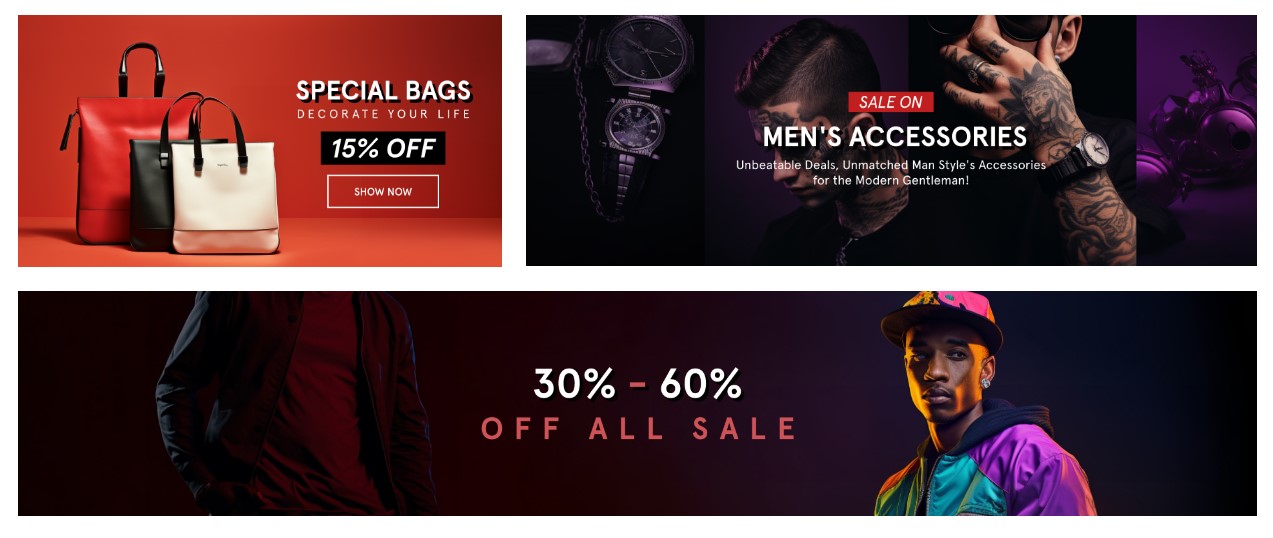 SPECIAL BAGS
DECORATE YOUR LIFE
15% OFF
SHOW NOW
SALE ON
MEN'S ACCESSORIES
Unbeatable Deals, Unmatched Man Style's Accessories
for the Modern Gentleman!
30% - 60%
OFF ALL SALE